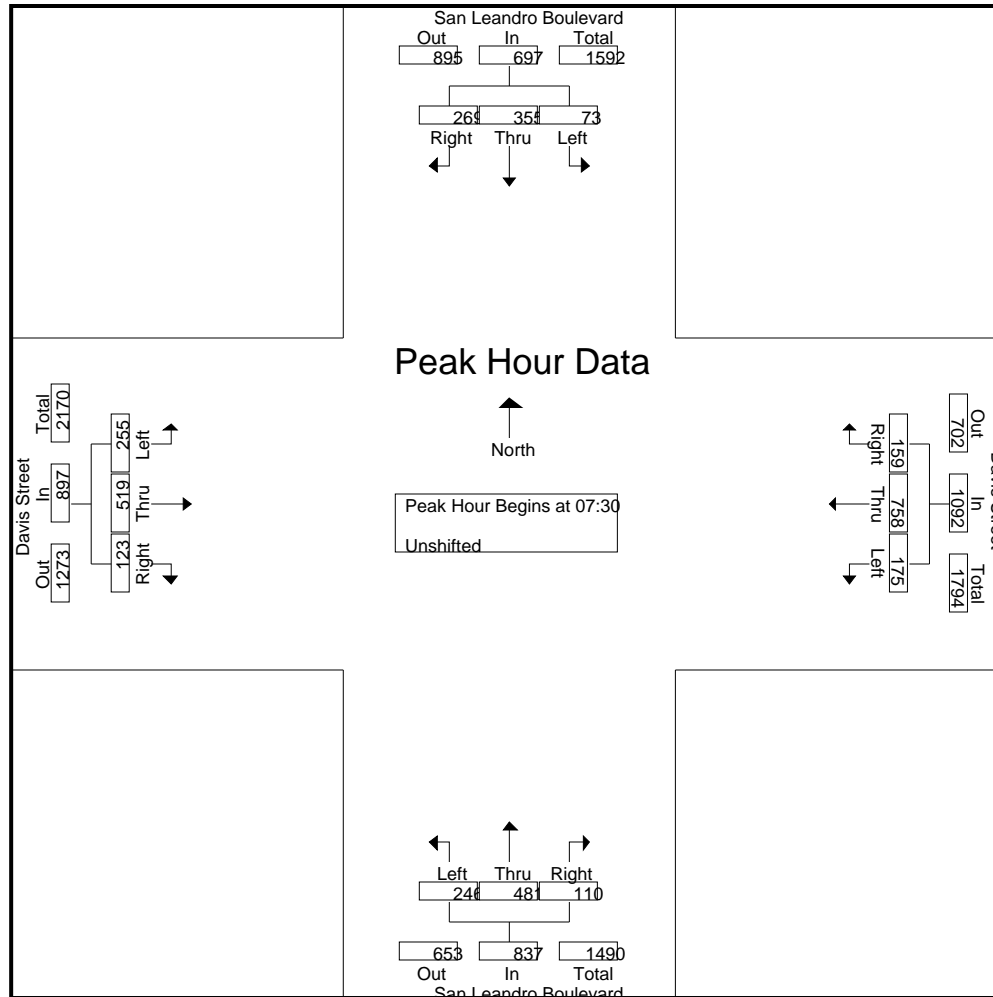 San Leandro Boulevard
Out In Total
895 697 1592
269 355 73
Right Thru Left
Peak Hour Data
North
Peak Hour Begins at 07:30
Unshifted
Davis Street
Total In Out
2170 897 1273
255 519 123
Left Thru Right
Right Thru Left
159 758 175
Out In Total
702 1092 1794
Left Thru Right
246 481 110
653 837 1490
Out In Total
San Leandro Boulevard